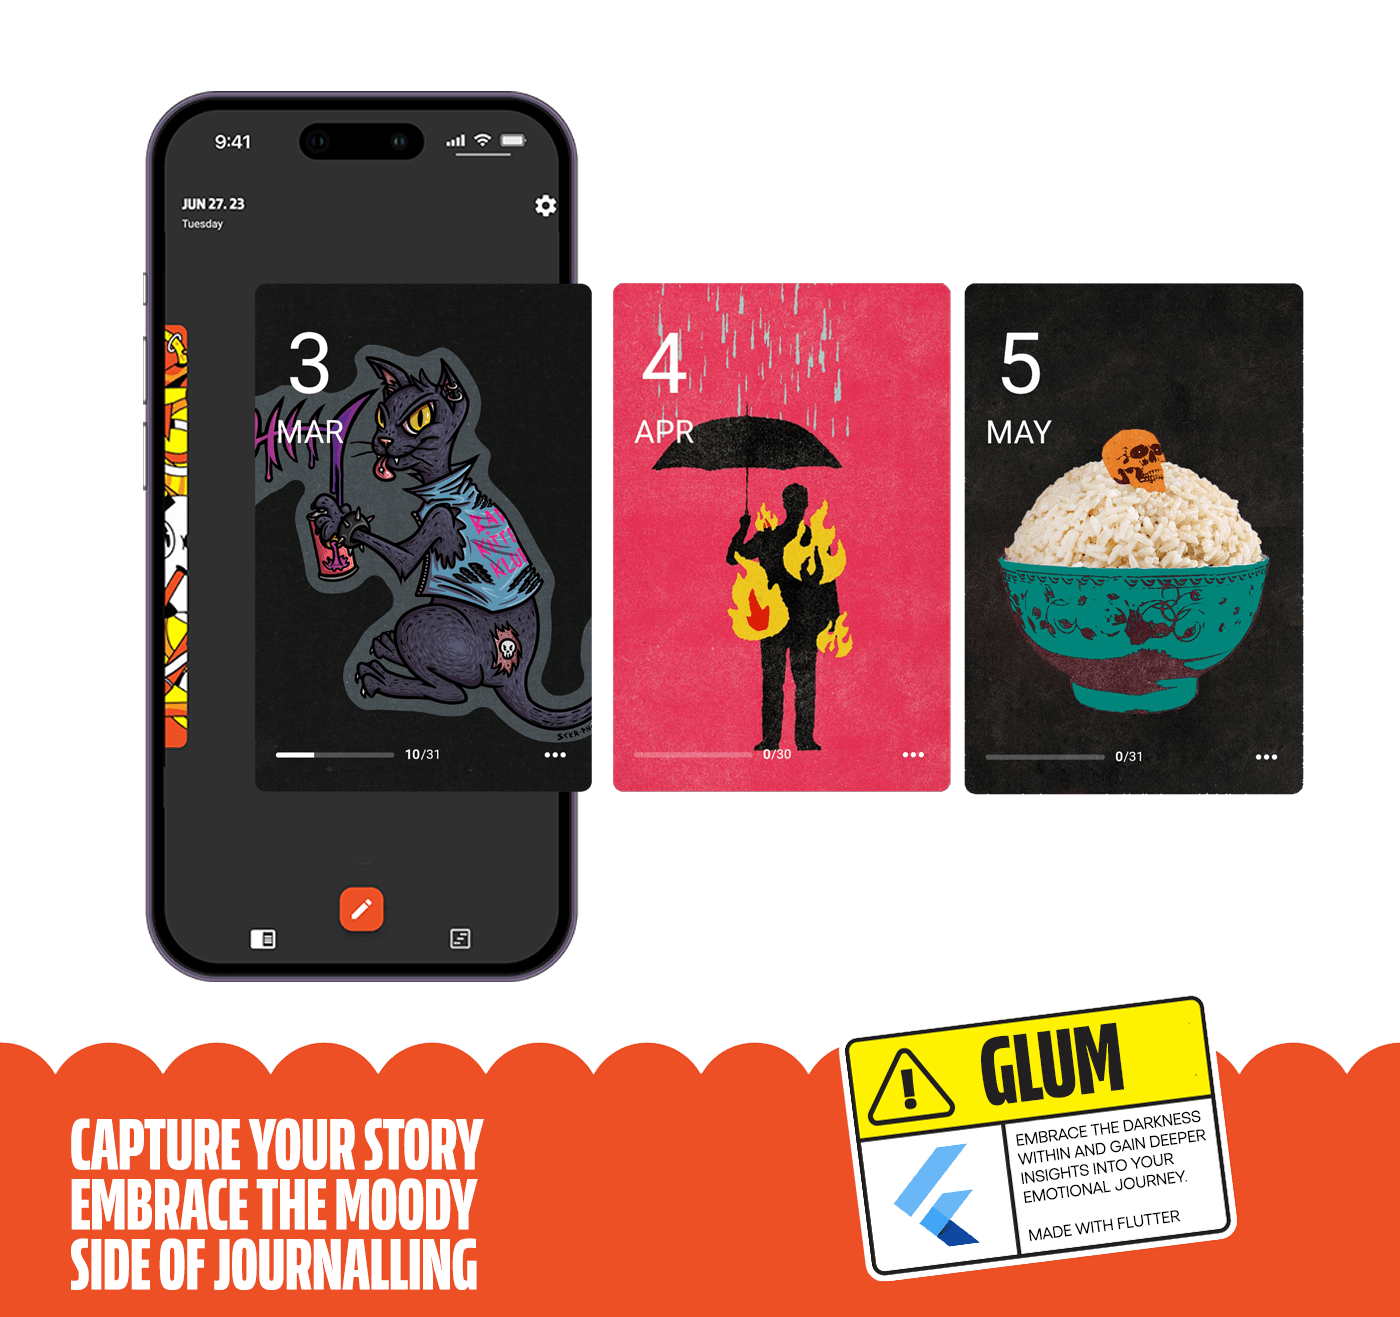 9:41
JUN 27. 23
Tuesday
3
MAR
10/31
4
APR
0/30
5
MAY
0/31
CAPTURE YOUR STORY
EMBRACE THE MOODY
SIDE OF JOURNALLING
GLUM
EMBRACE THE DARKNESS
WITHIN AND GAIN DEEPER
INSIGHTS INTO YOUR
EMOTIONAL JOURNEY.
MADE WITH FLUTTER